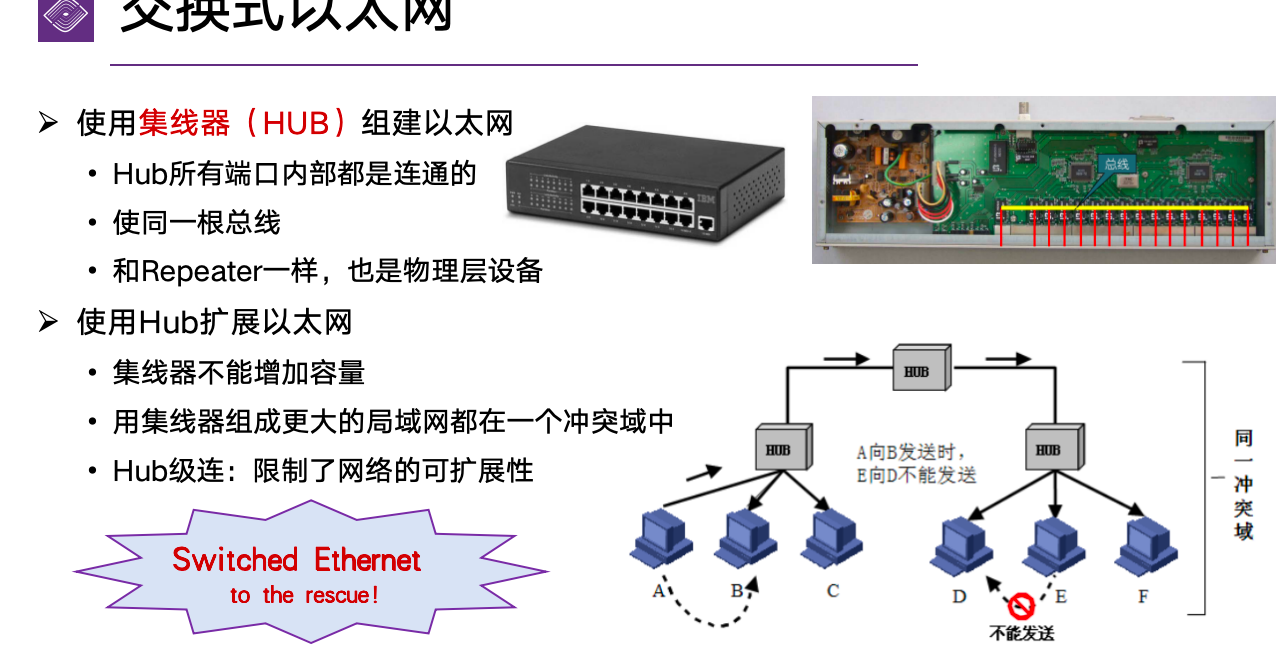 交换式以太网
使用集线器（HUB）组建以太网
Hub所有端口内部都是连通的
使同一根总线
和Repeater一样，也是物理层设备
使用Hub扩展以太网
集线器不能增加容量
用集线器组成更大的局域网都在一个冲突域中
Hub级连：限制了网络的可扩展性
Switched Ethernet
to the rescue!
IBM
总线
HUB
HUB
HUB
A向B发送时，
E向D不能发送
A
B
C
D
E
F
不能发送
同一冲突域